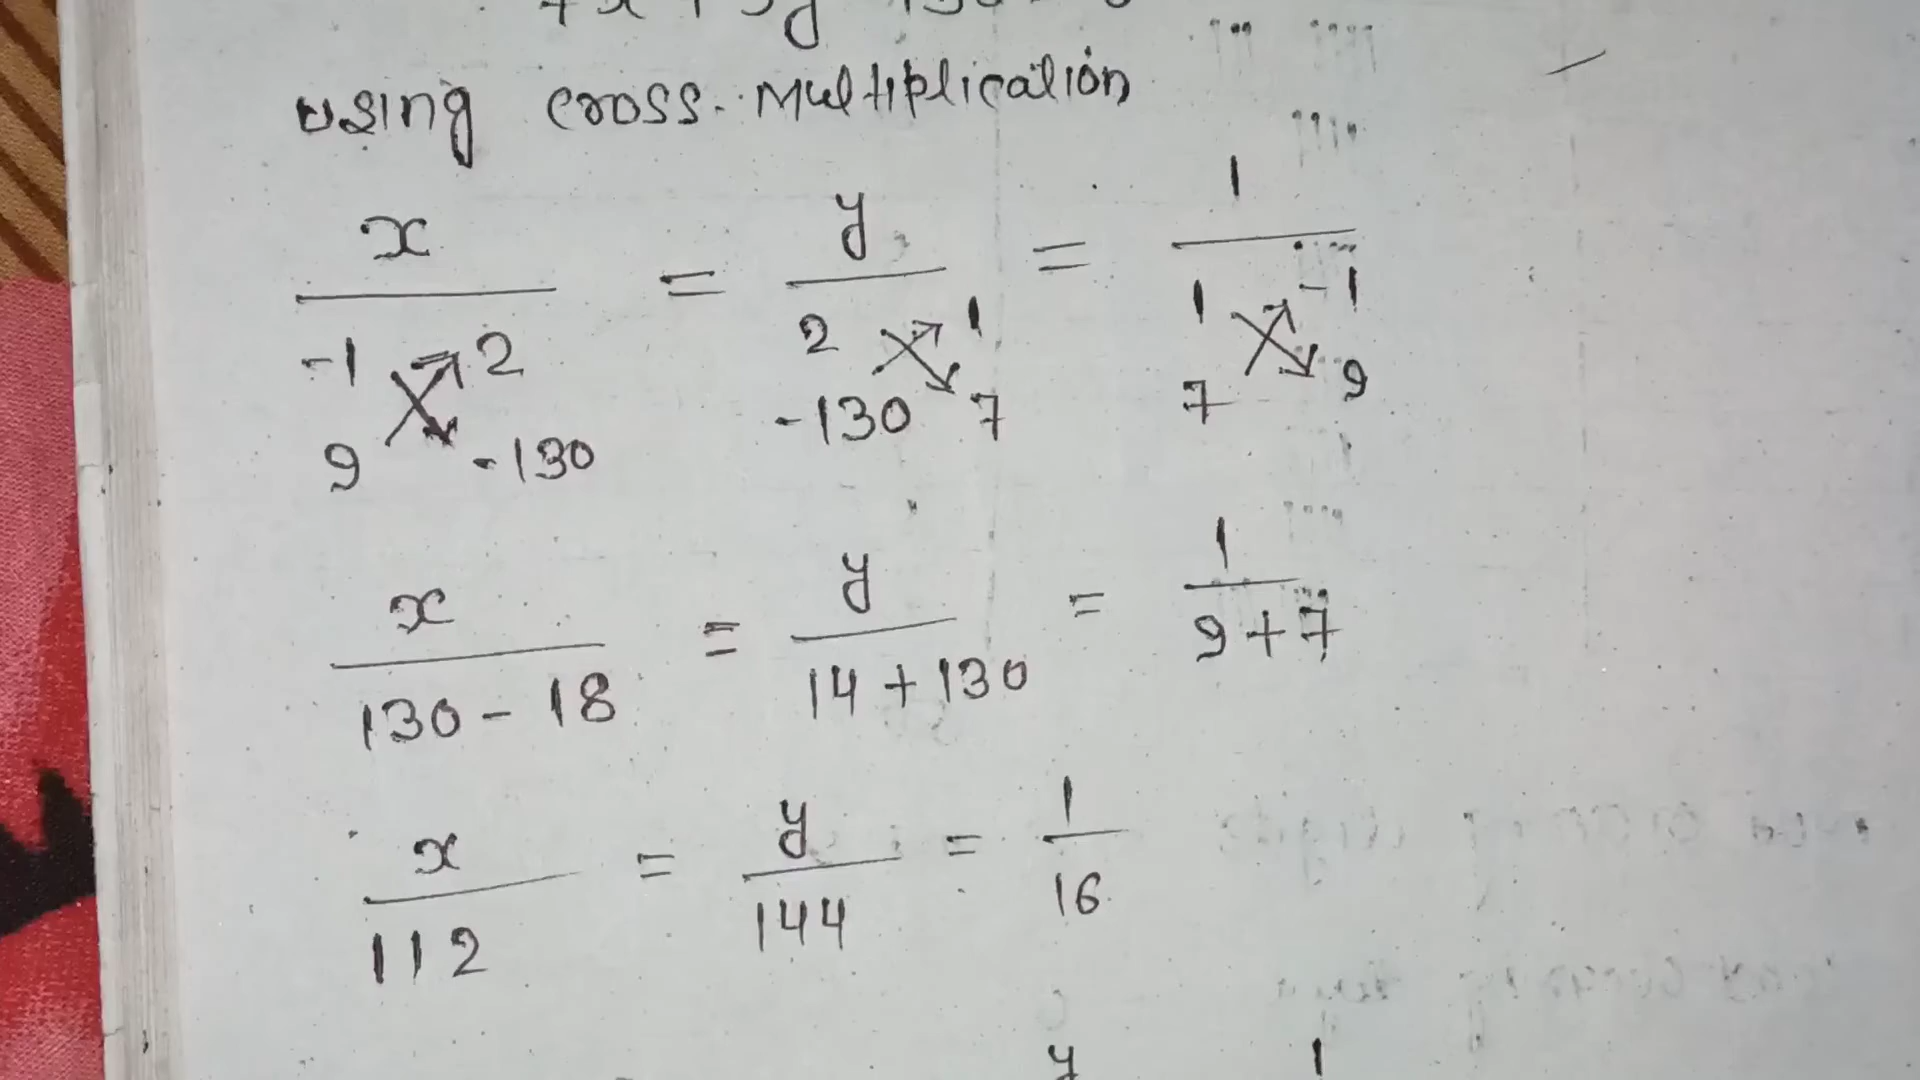 using cross-Multiplication
x = y = 1
-1 2 2 1 1 -1
9 -130 -130 7 7 9
x = y = 1
130 - 18 14 + 130 9 + 7
x = y = 1
112 144 16
y 1